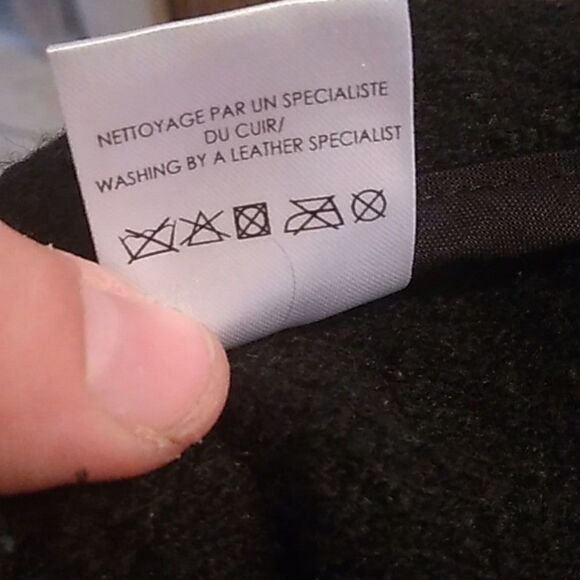 NETTOYAGE PAR UN SPECIALISTE
DU CUIR/
WASHING BY A LEATHER SPECIALIST